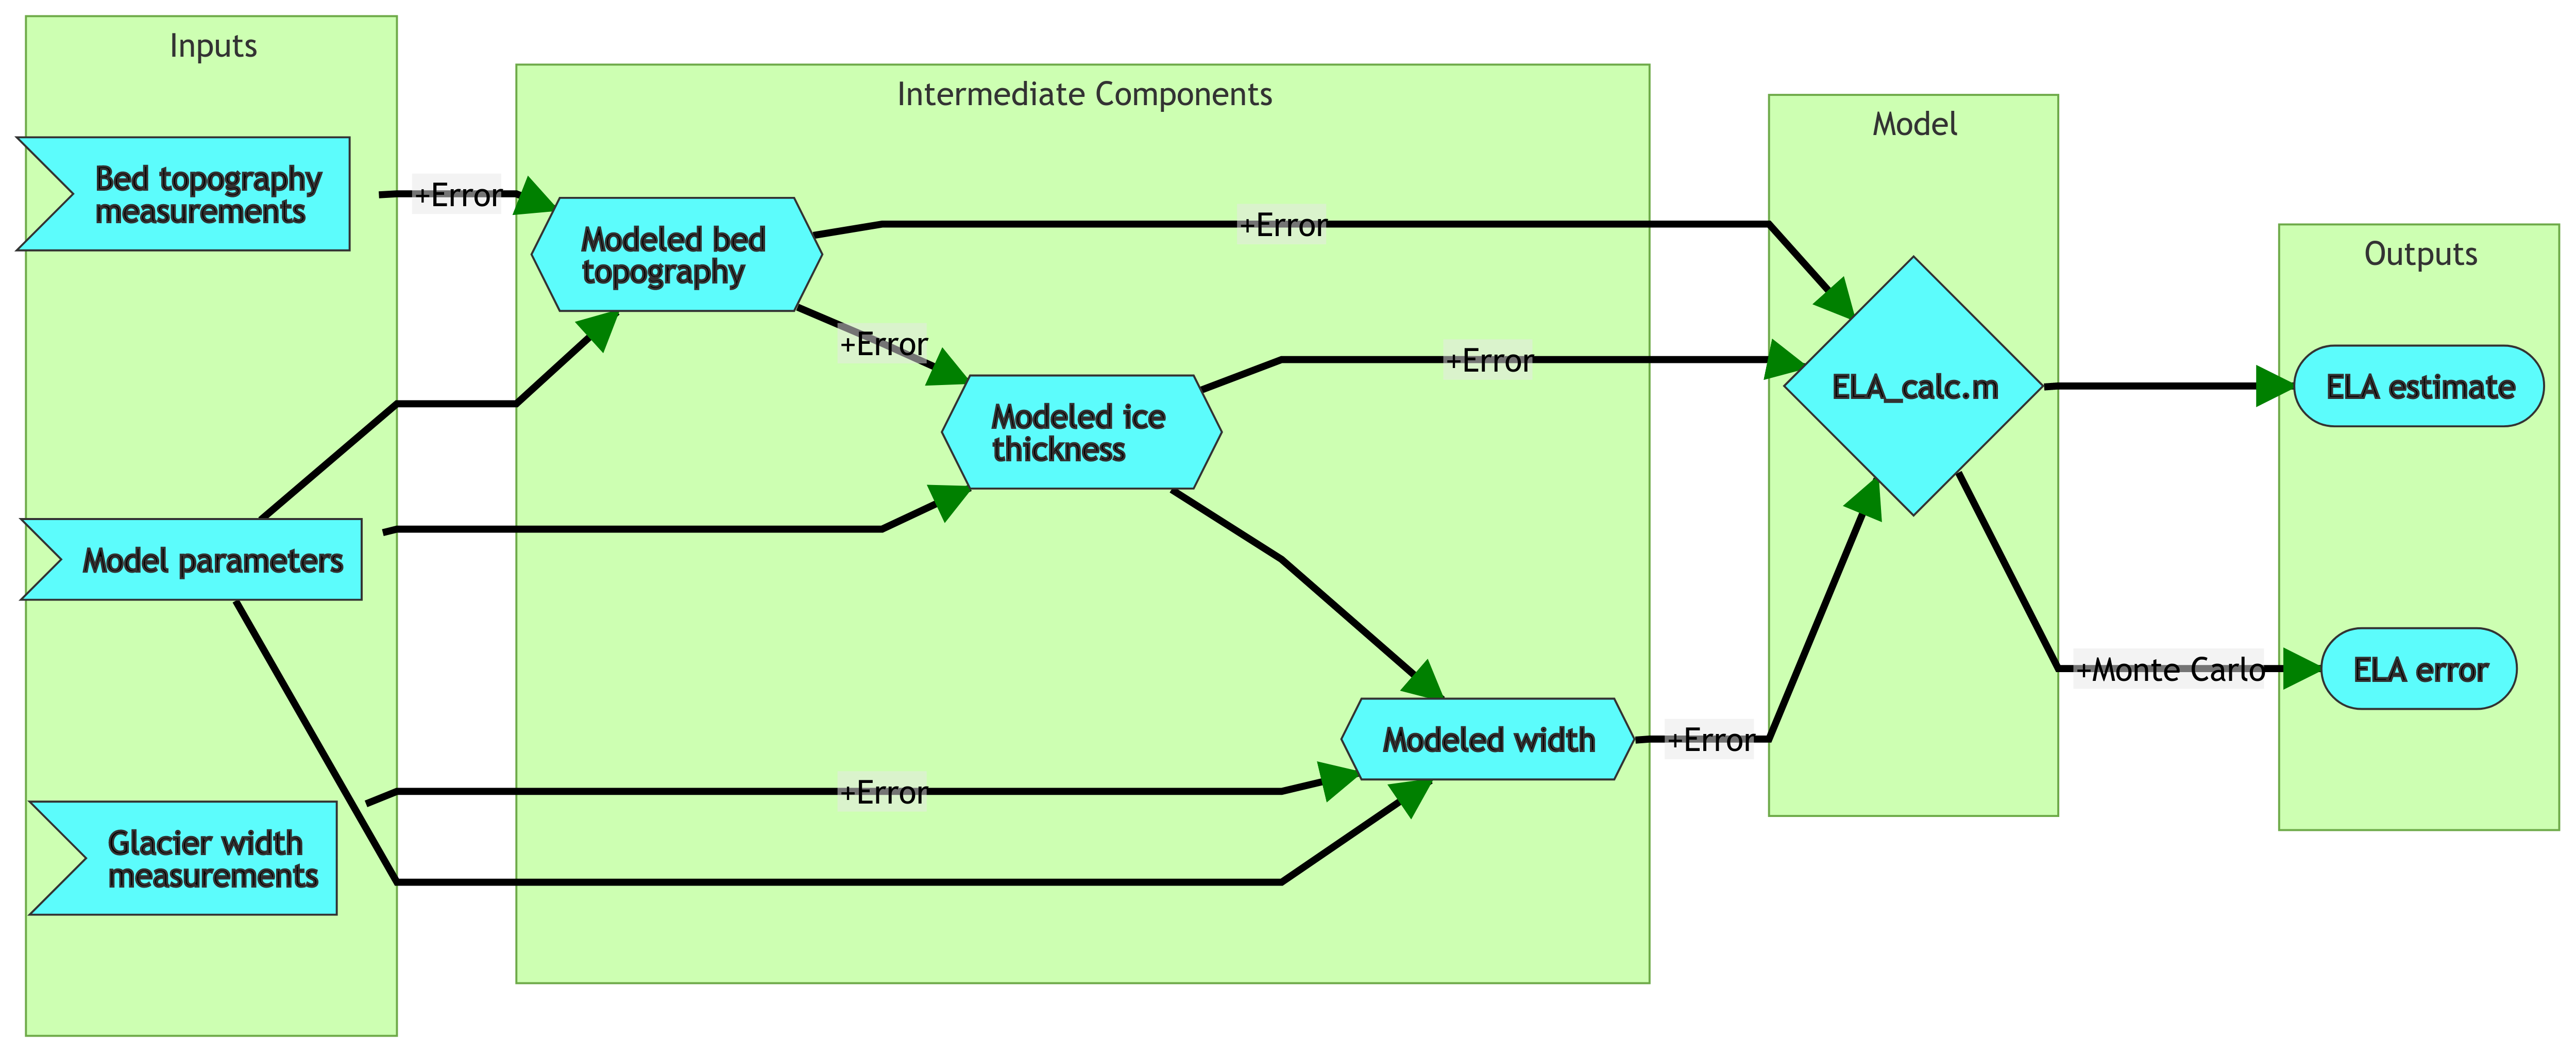 Inputs
Bed topography
measurements
Model parameters
Glacier width
measurements
+Error
Intermediate Components
Modeled bed
topography
+Error
+Error
Modeled ice
thickness
+Error
Modeled width
+Error
+Error
Model
ELA_calc.m
+Monte Carlo
Outputs
ELA estimate
ELA error